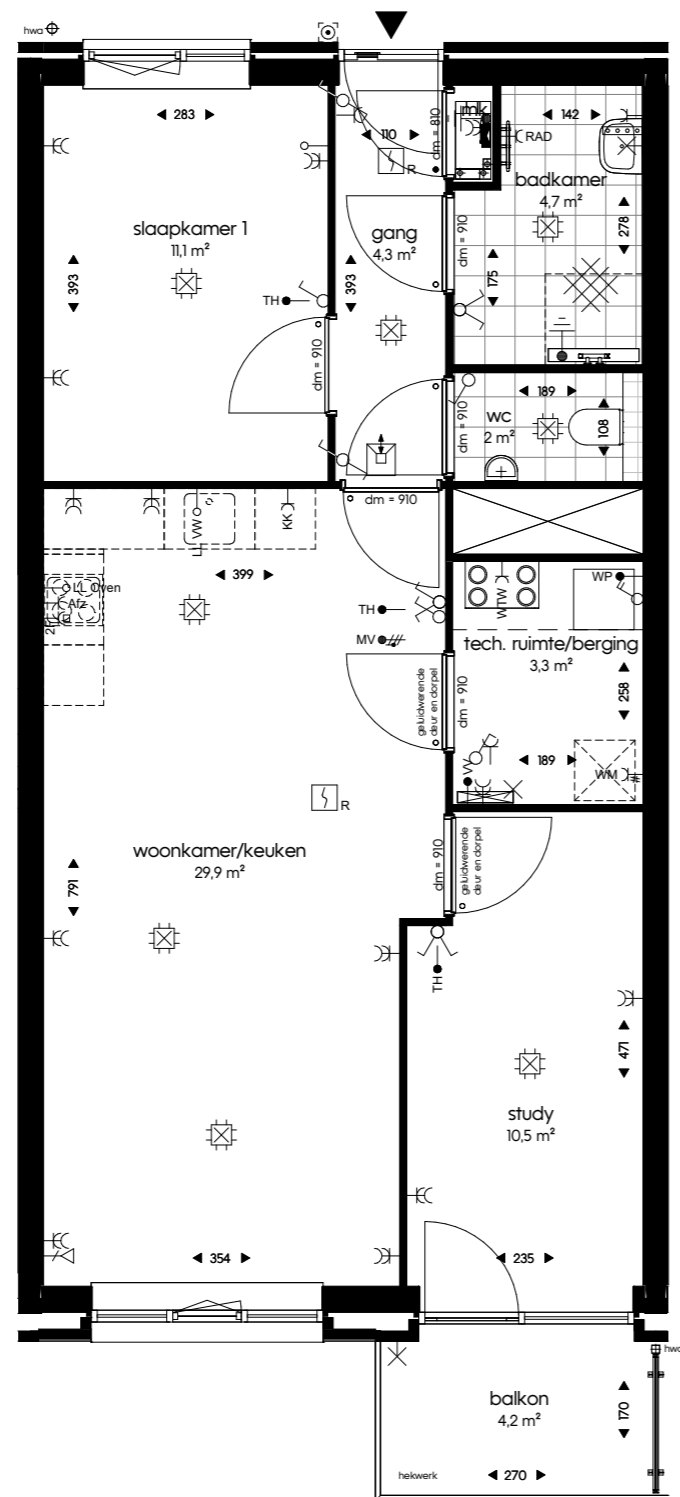 hwa
283
110
dm = 810
mk
142
RAD
R
badkamer
4,7 m²
slaapkamer 1
11,1 m²
gang
4,3 m²
dm = 910
278
393
TH
393
175
dm = 910
189
WC
2 m²
108
dm = 910
dm = 910
LL VW
KK
399
LL Oven
Afz
TH
MV
WTW
WP
tech. ruimte/berging
3,3 m²
geluidwerende
deur en dorpel
dm = 910
258
VV
189
WM
R
woonkamer/keuken
29,9 m²
791
dm = 910
geluidwerende
deur en dorpel
TH
471
study
10,5 m²
354
235
hwa
balkon
4,2 m²
170
hekwerk
270